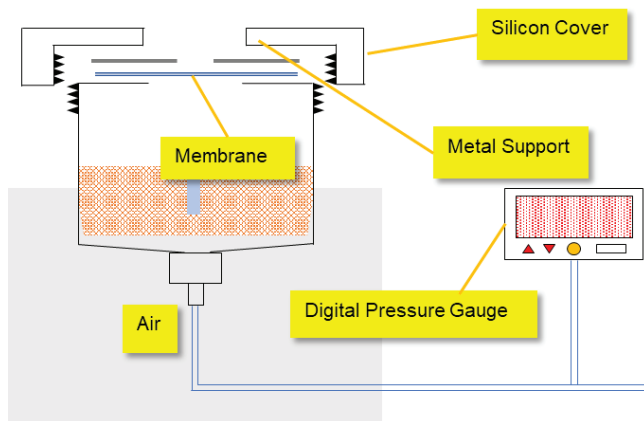 Silicon Cover
Membrane
Metal Support
Digital Pressure
Gauge
Air